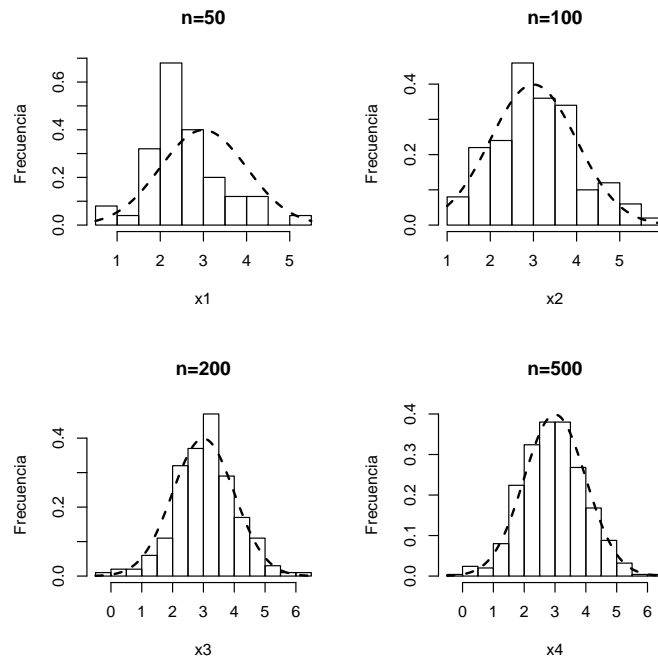 n=50
Frecuencia
0.0 0.2 0.4 0.6
1 2 3 4 5
x1
n=100
Frecuencia
0.0 0.2 0.4
1 2 3 4 5
x2
n=200
Frecuencia
0.0 0.2 0.4
0 1 2 3 4 5 6
x3
n=500
Frecuencia
0.0 0.1 0.2 0.3 0.4
0 1 2 3 4 5 6
x4